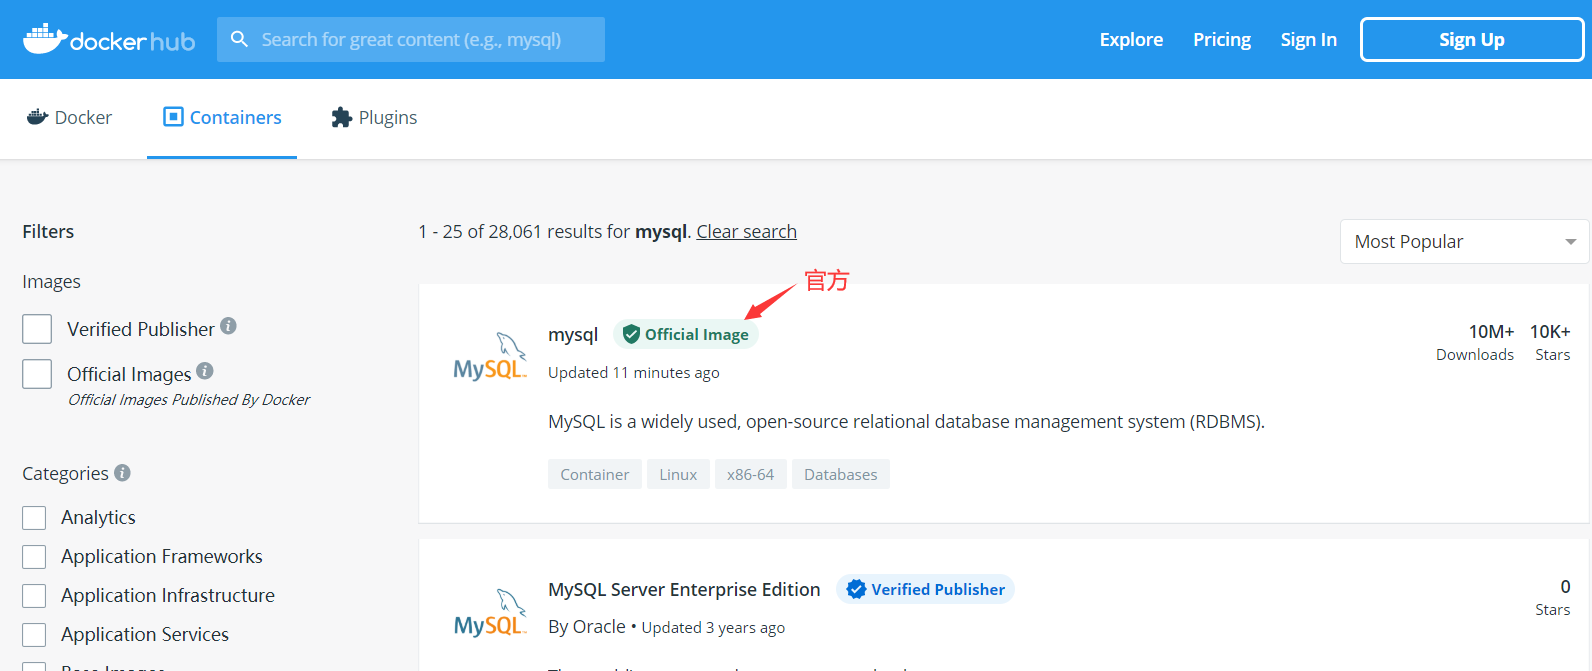 docker hub
Search for great content (e.g., mysql)
Explore
Pricing
Sign In
Sign Up
Docker
Containers
Plugins
Filters
1 - 25 of 28,061 results for mysql. Clear search
Most Popular
Images
Verified Publisher
Official Images
Official Images Published By Docker
Categories
Analytics
Application Frameworks
Application Infrastructure
Application Services
Base Images
官方
MySQL
mysql
Official Image
10M+
Downloads
10K+
Stars
Updated 11 minutes ago
MySQL is a widely used, open-source relational database management system (RDBMS).
Container
Linux
x86-64
Databases
MySQL
MySQL Server Enterprise Edition
Verified Publisher
0
Stars
By Oracle • Updated 3 years ago